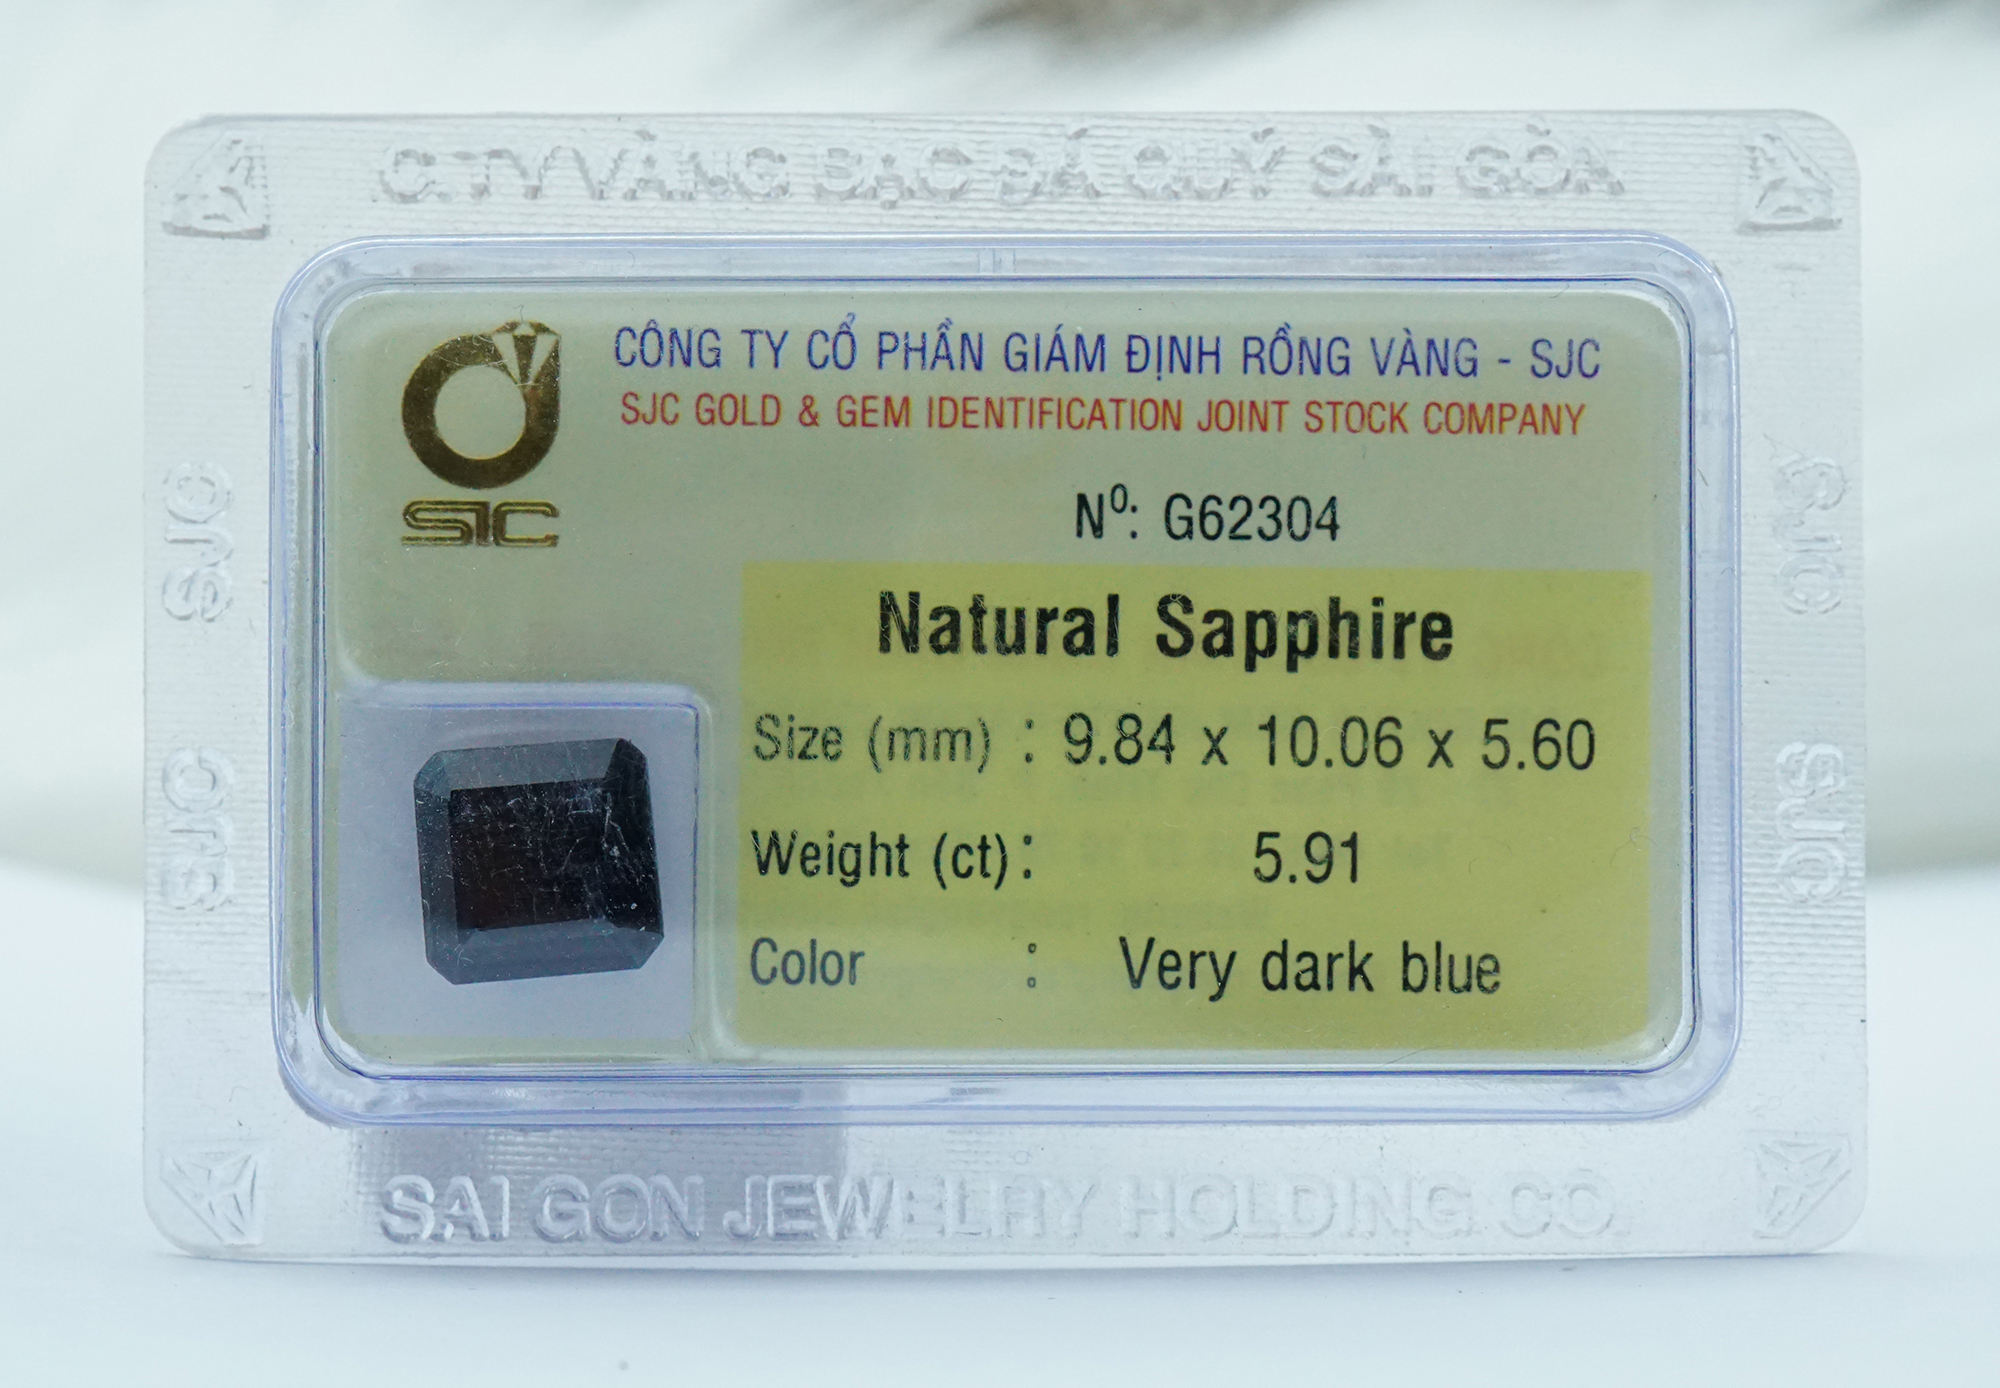 C.TY VÀNG BẠC ĐÁ QUÝ SÀI GÒN
CÔNG TY CỔ PHẦN GIÁM ĐỊNH RỒNG VÀNG - SJC
SJC GOLD & GEM IDENTIFICATION JOINT STOCK COMPANY
SJC
Nº: G62304
Natural Sapphire
Size (mm) : 9.84 x 10.06 x 5.60
Weight (ct) : 5.91
Color : Very dark blue
SJC
SJC
SJC
SJC
SAI GON JEWELRY HOLDING CO.